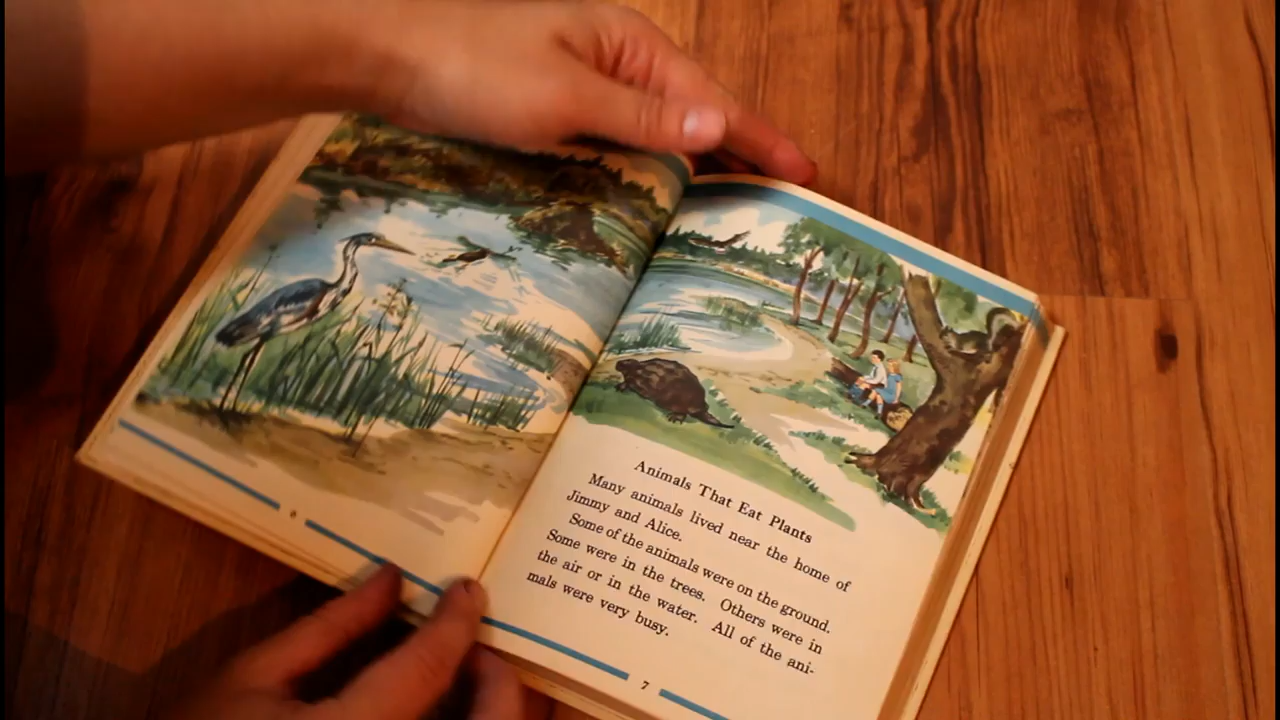 Animals That Eat Plants
Many animals lived near the home of
Jimmy and Alice.
Some of the animals were on the ground.
Some were in the trees. Others were in
the air or in the water. All of the ani-
mals were very busy.
7